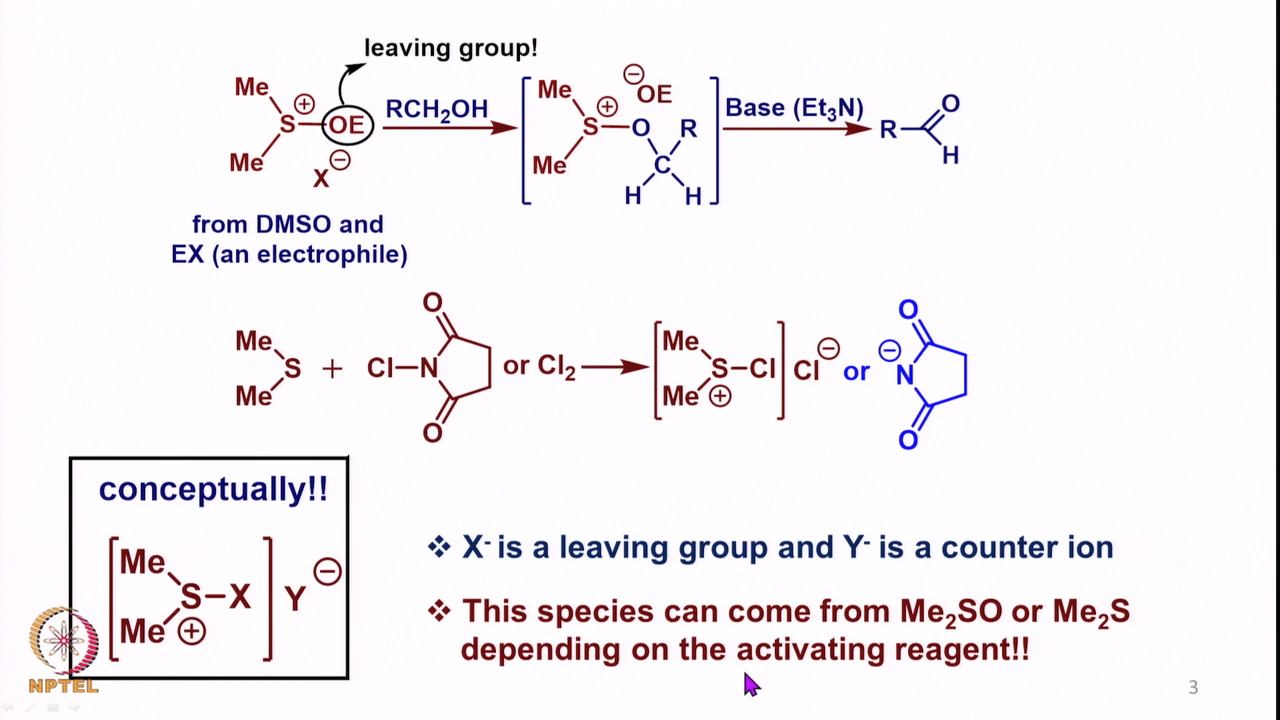 leaving group!
Me
S
⊕
OE
X⊖
Me
RCH₂OH
Me
S
⊕
O
⊖
OE
R
C
Me
H
H
Base (Et₃N)
R
O
H
from DMSO and
EX (an electrophile)
Me
S
Me
+
Cl–N
O
O
or Cl₂
Me
S–Cl
Me ⊕
Cl⊖
or
⊖
N
O
O
conceptually!!
Me
S–X
Me ⊕
Y⊖
❖ X⁻ is a leaving group and Y⁻ is a counter ion
❖ This species can come from Me₂SO or Me₂S
depending on the activating reagent!!
NPTEL
3